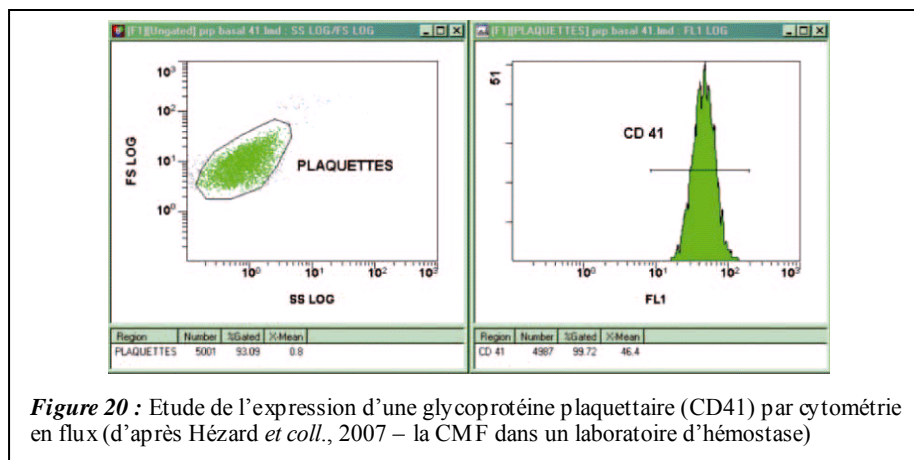 [F1][Ungated] prp basal 41.lmd : SS LOG/FS LOG
FS LOG
10³
10²
10¹
10⁰
PLAQUETTES
10⁰ 10¹ 10² 10³
SS LOG
Region Number %Gated X-Mean
PLAQUETTES 5001 93.09 0.8
[F1][PLAQUETTES] prp basal 41.lmd : FL1 LOG
51
CD 41
10⁰ 10¹ 10² 10³
FL1
Region Number %Gated X-Mean
CD 41 4987 99.72 46.4
Figure 20 : Etude de l’expression d’une glycoprotéine plaquettaire (CD41) par cytométrie
en flux (d’après Hézard et coll., 2007 – la CMF dans un laboratoire d’hémostase)